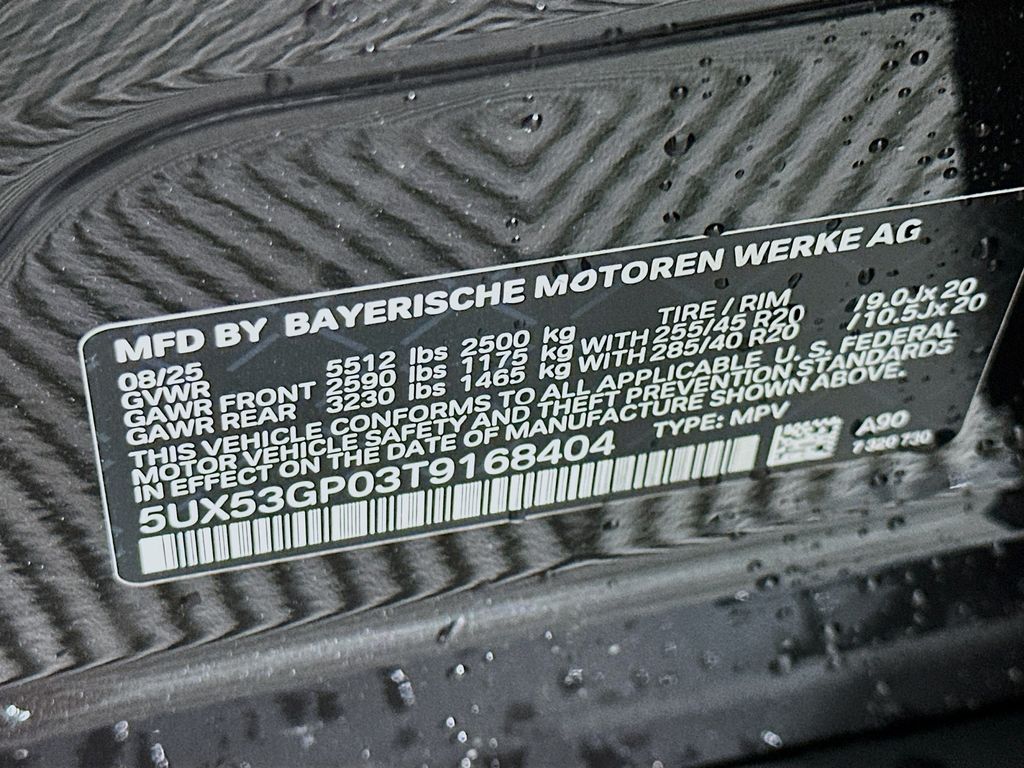 MFD BY BAYERISCHE MOTOREN WERKE AG
08/25 TIRE / RIM
GVWR 5512 lbs 2500 kg
GAWR FRONT 2590 lbs 1175 kg WITH 255/45 R20 /9.0Jx20
GAWR REAR 3230 lbs 1465 kg WITH 285/40 R20 /10.5Jx20
THIS VEHICLE CONFORMS TO ALL APPLICABLE U. S. FEDERAL
MOTOR VEHICLE SAFETY AND THEFT PREVENTION STANDARDS
IN EFFECT ON THE DATE OF MANUFACTURE SHOWN ABOVE.
5UX53GP03T9168404 TYPE: MPV
A90
7 320 730